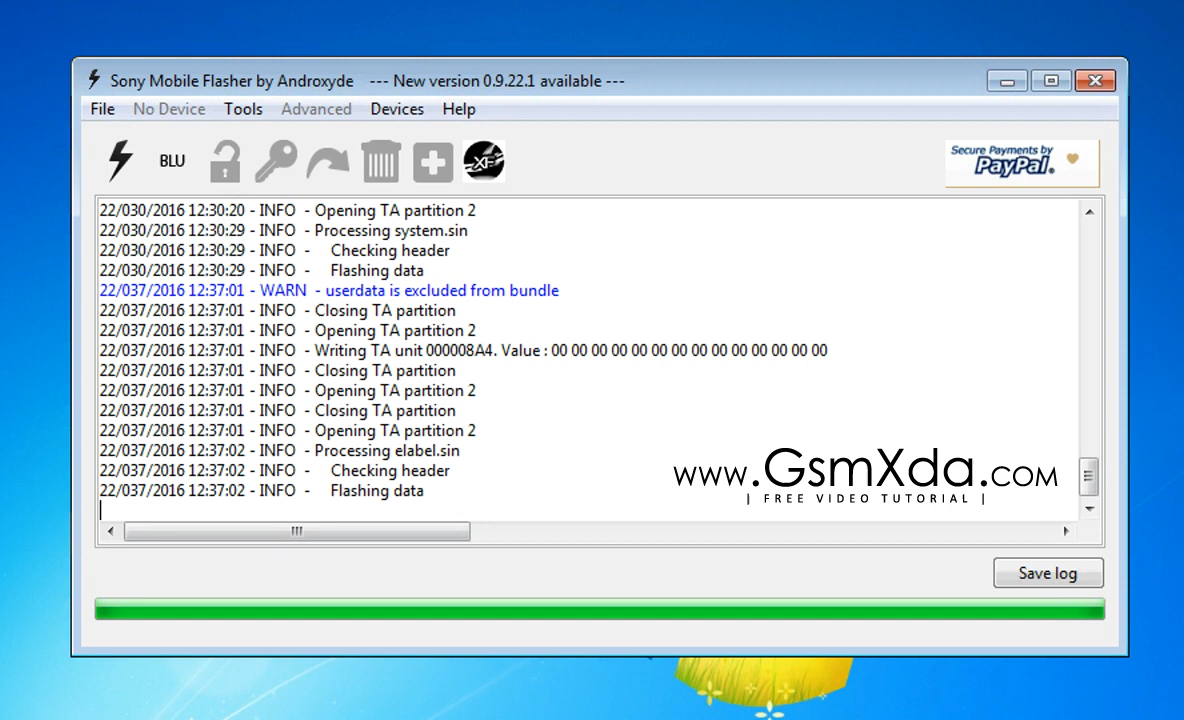 Sony Mobile Flasher by Androxyde --- New version 0.9.22.1 available ---
File No Device Tools Advanced Devices Help
BLU
XF
Secure Payments by
PayPal®
22/030/2016 12:30:20 - INFO - Opening TA partition 2
22/030/2016 12:30:29 - INFO - Processing system.sin
22/030/2016 12:30:29 - INFO - Checking header
22/030/2016 12:30:29 - INFO - Flashing data
22/037/2016 12:37:01 - WARN - userdata is excluded from bundle
22/037/2016 12:37:01 - INFO - Closing TA partition
22/037/2016 12:37:01 - INFO - Opening TA partition 2
22/037/2016 12:37:01 - INFO - Writing TA unit 000008A4. Value : 00 00 00 00 00 00 00 00 00 00 00 00 00 00
22/037/2016 12:37:01 - INFO - Closing TA partition
22/037/2016 12:37:01 - INFO - Opening TA partition 2
22/037/2016 12:37:01 - INFO - Closing TA partition
22/037/2016 12:37:01 - INFO - Opening TA partition 2
22/037/2016 12:37:02 - INFO - Processing elabel.sin
22/037/2016 12:37:02 - INFO - Checking header
22/037/2016 12:37:02 - INFO - Flashing data
www.GsmXda.com
| FREE VIDEO TUTORIAL |
Save log